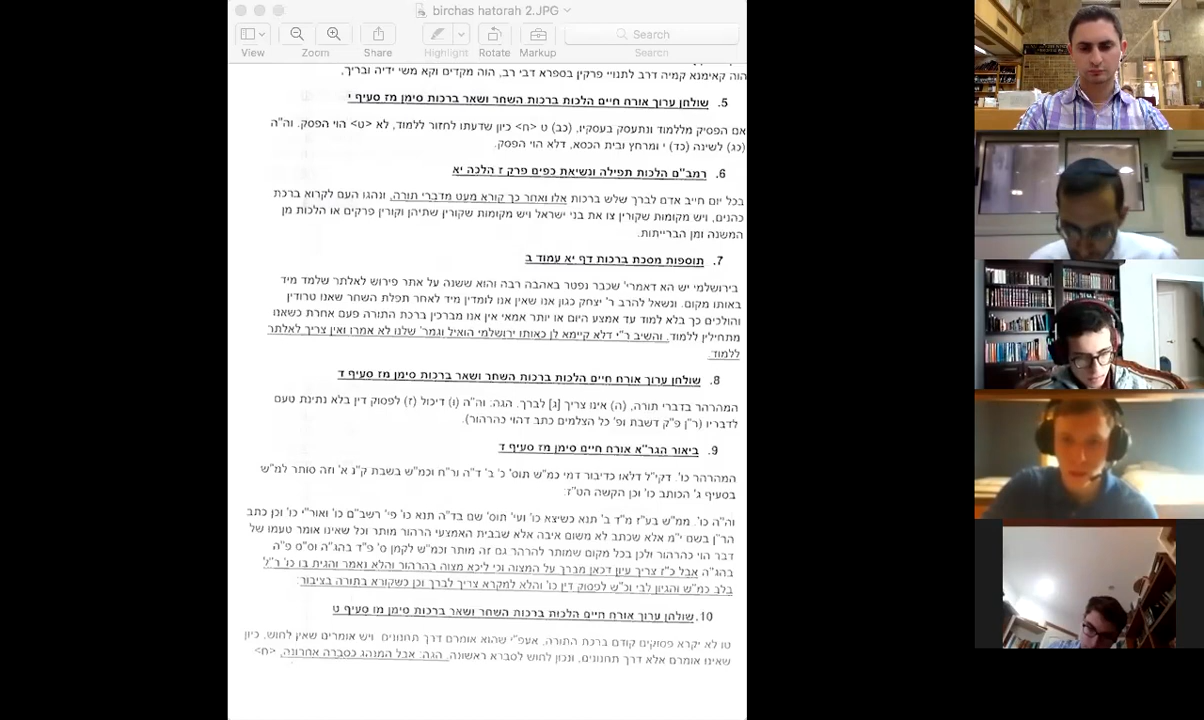 birchas hatorah 2.JPG
View
Zoom
Share
Highlight
Rotate
Markup
Search
Search
הוה קאימנא קמיה דרב לתנויי פרקין בספרא דבי רב, הוה מקדים וקא משי ידיה ובריך,
5. שולחן ערוך אורח חיים הלכות ברכות השחר ושאר ברכות סימן מז סעיף י
אם הפסיק מללמוד ונתעסק בעסקיו, (כב) ט <ח> כיון שדעתו לחזור ללמוד, לא <ט> הוי הפסק. וה"ה
(כג) לשינה (כד) י ומרחץ ובית הכסא, דלא הוי הפסק.
6. רמב"ם הלכות תפילה ונשיאת כפים פרק ז הלכה יא
בכל יום חייב אדם לברך שלש ברכות אלו ואחר כך קורא מעט מדברי תורה, ונהגו העם לקרוא ברכת
כהנים, ויש מקומות שקורין צו את בני ישראל ויש מקומות שקורין שתיהן וקורין פרקים או הלכות מן
המשנה ומן הברייתות.
7. תוספות מסכת ברכות דף יא עמוד ב
בירושלמי יש הא דאמרי' שכבר נפטר באהבה רבה והוא ששנה על אתר פירוש לאלתר שלמד מיד
באותו מקום. ונשאל להרב ר' יצחק כגון אנו שאין אנו לומדין מיד לאחר תפלת השחר שאנו טרודין
והולכים כך בלא למוד עד אמצע היום או יותר אמאי אין אנו מברכין ברכת התורה פעם אחרת כשאנו
מתחילין ללמוד. והשיב ר"י דלא קיימא לן כאותו ירושלמי הואיל וגמר' שלנו לא אמרו ואין צריך לאלתר
ללמוד.
8. שולחן ערוך אורח חיים הלכות ברכות השחר ושאר ברכות סימן מז סעיף ד
המהרהר בדברי תורה, (ה) אינו צריך [ג] לברך. הגה: וה"ה (ו) דיכול (ז) לפסוק דין בלא נתינת טעם
לדבריו (ר"ן פ"ק דשבת ופ' כל הצלמים כתב דהוי כהרהור).
9. ביאור הגר"א אורח חיים סימן מז סעיף ד
המהרהר כו'. דקי"ל דלאו כדיבור דמי כמ"ש תוס' כ' ב' ד"ה ור"ח וכמ"ש בשבת ק"נ א' וזה סותר למ"ש
בסעיף ג' הכותב כו' וכן הקשה הט"ז:
וה"ה כו'. ממ"ש בע"ז מ"ד ב' תנא כשיצא כו' ועי' תוס' שם בד"ה תנא כו' פי' רשב"ם כו' ואור"י כו' וכן כתב
הר"ן בשם י"מ אלא שכתב לא משום איבה אלא שבבית האמצעי הרהור מותר וכל שאינו אומר טעמו של
דבר הוי כהרהור ולכן בכל מקום שמותר להרהר גם זה מותר וכמ"ש לקמן ס' פ"ד בהג"ה וס"ס פ"ה
בהג"ה אבל כ"ז צריך עיון דכאן מברך על המצוה וכי ליכא מצוה בהרהור והלא נאמר והגית בו כו' ר"ל
בלב כמ"ש והגיון לבי וכ"ש לפסוק דין כו' והלא למקרא צריך לברך וכן כשקורא בתורה בציבור:
10. שולחן ערוך אורח חיים הלכות ברכות השחר ושאר ברכות סימן מו סעיף ט
טו לא יקרא פסוקים קודם ברכת התורה, אעפ"י שהוא אומרם דרך תחנונים. ויש אומרים שאין לחוש, כיון
שאינו אומרם אלא דרך תחנונים, ונכון לחוש לסברא ראשונה. הגה: אבל המנהג כסברה אחרונה, <ח>